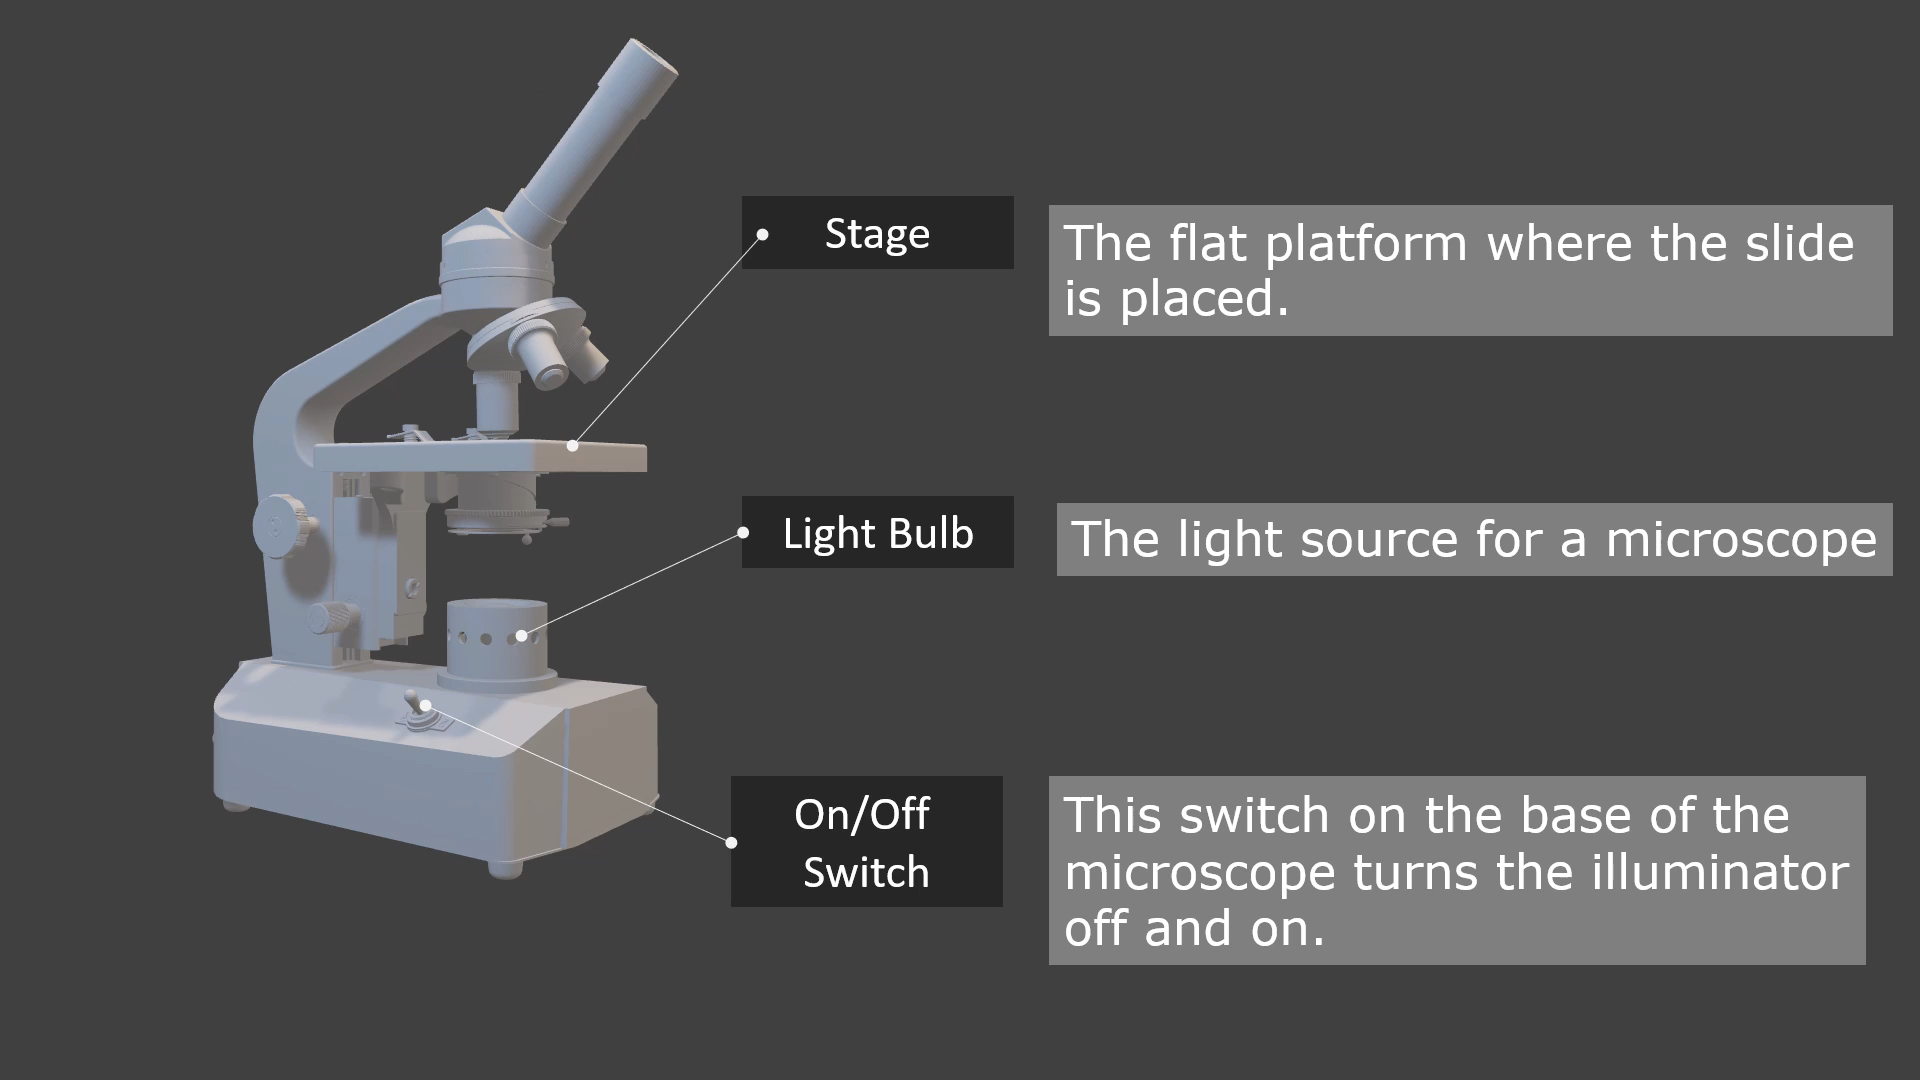 Stage
The flat platform where the slide
is placed.
Light Bulb
The light source for a microscope
On/Off
Switch
This switch on the base of the
microscope turns the illuminator
off and on.